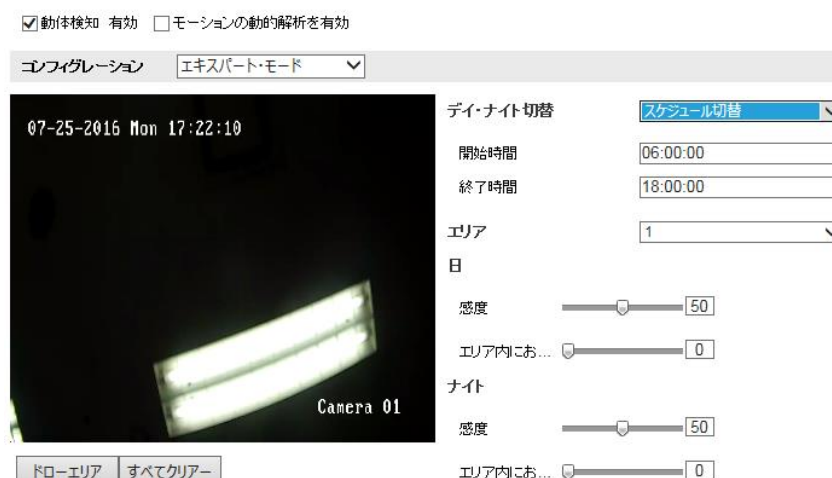 動体検知 有効 モーションの動的解析を有効
コンフィグレーション エキスパート・モード
07-25-2016 Mon 17:22:10
Camera 01
デイ・ナイト切替 スケジュール切替
開始時間 06:00:00
終了時間 18:00:00
エリア 1
日
感度 50
エリア内にお... 0
ナイト
感度 50
エリア内にお... 0
ドローエリア すべてクリアー